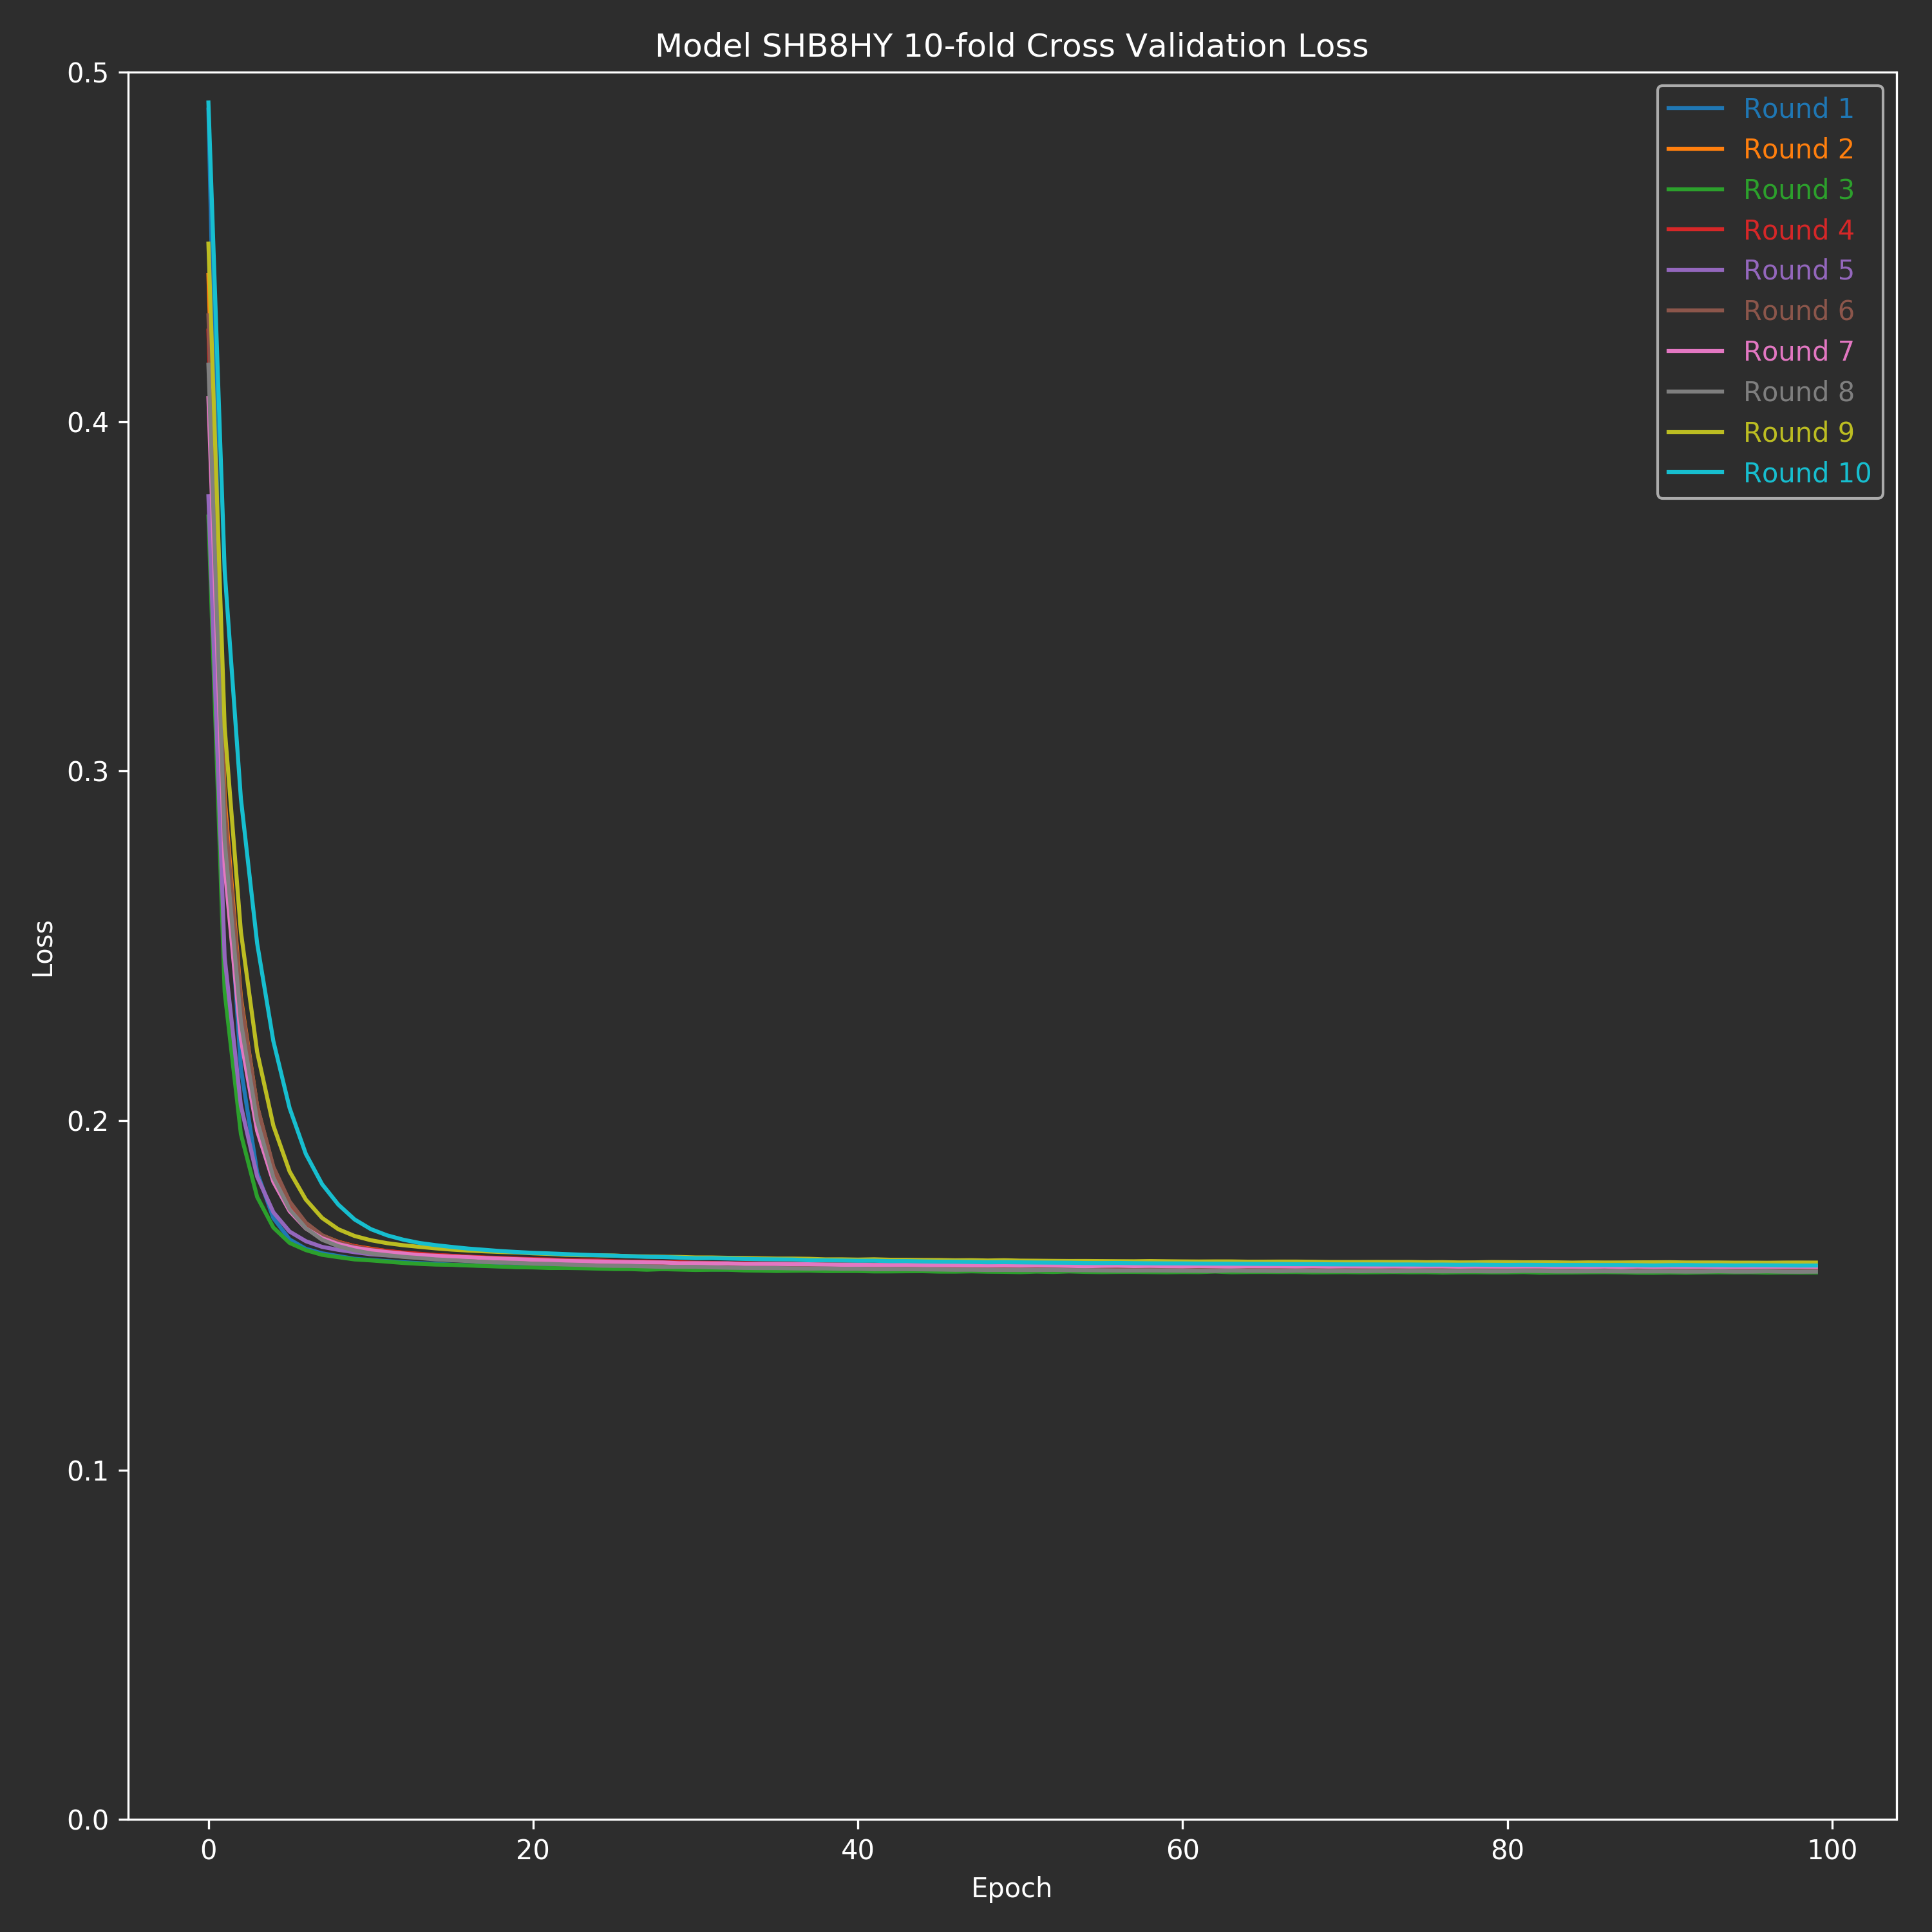 Model SHB8HY 10-fold Cross Validation Loss
0.5
0.4
0.3
0.2
0.1
0.0
Loss
Round 1
Round 2
Round 3
Round 4
Round 5
Round 6
Round 7
Round 8
Round 9
Round 10
0 20 40 60 80 100
Epoch